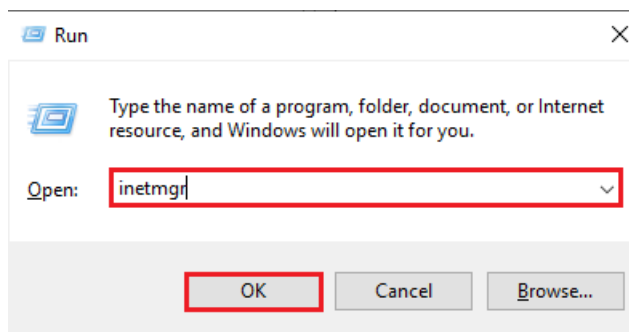 Run
Type the name of a program, folder, document, or Internet
resource, and Windows will open it for you.
Open: inetmgr
OK Cancel Browse...